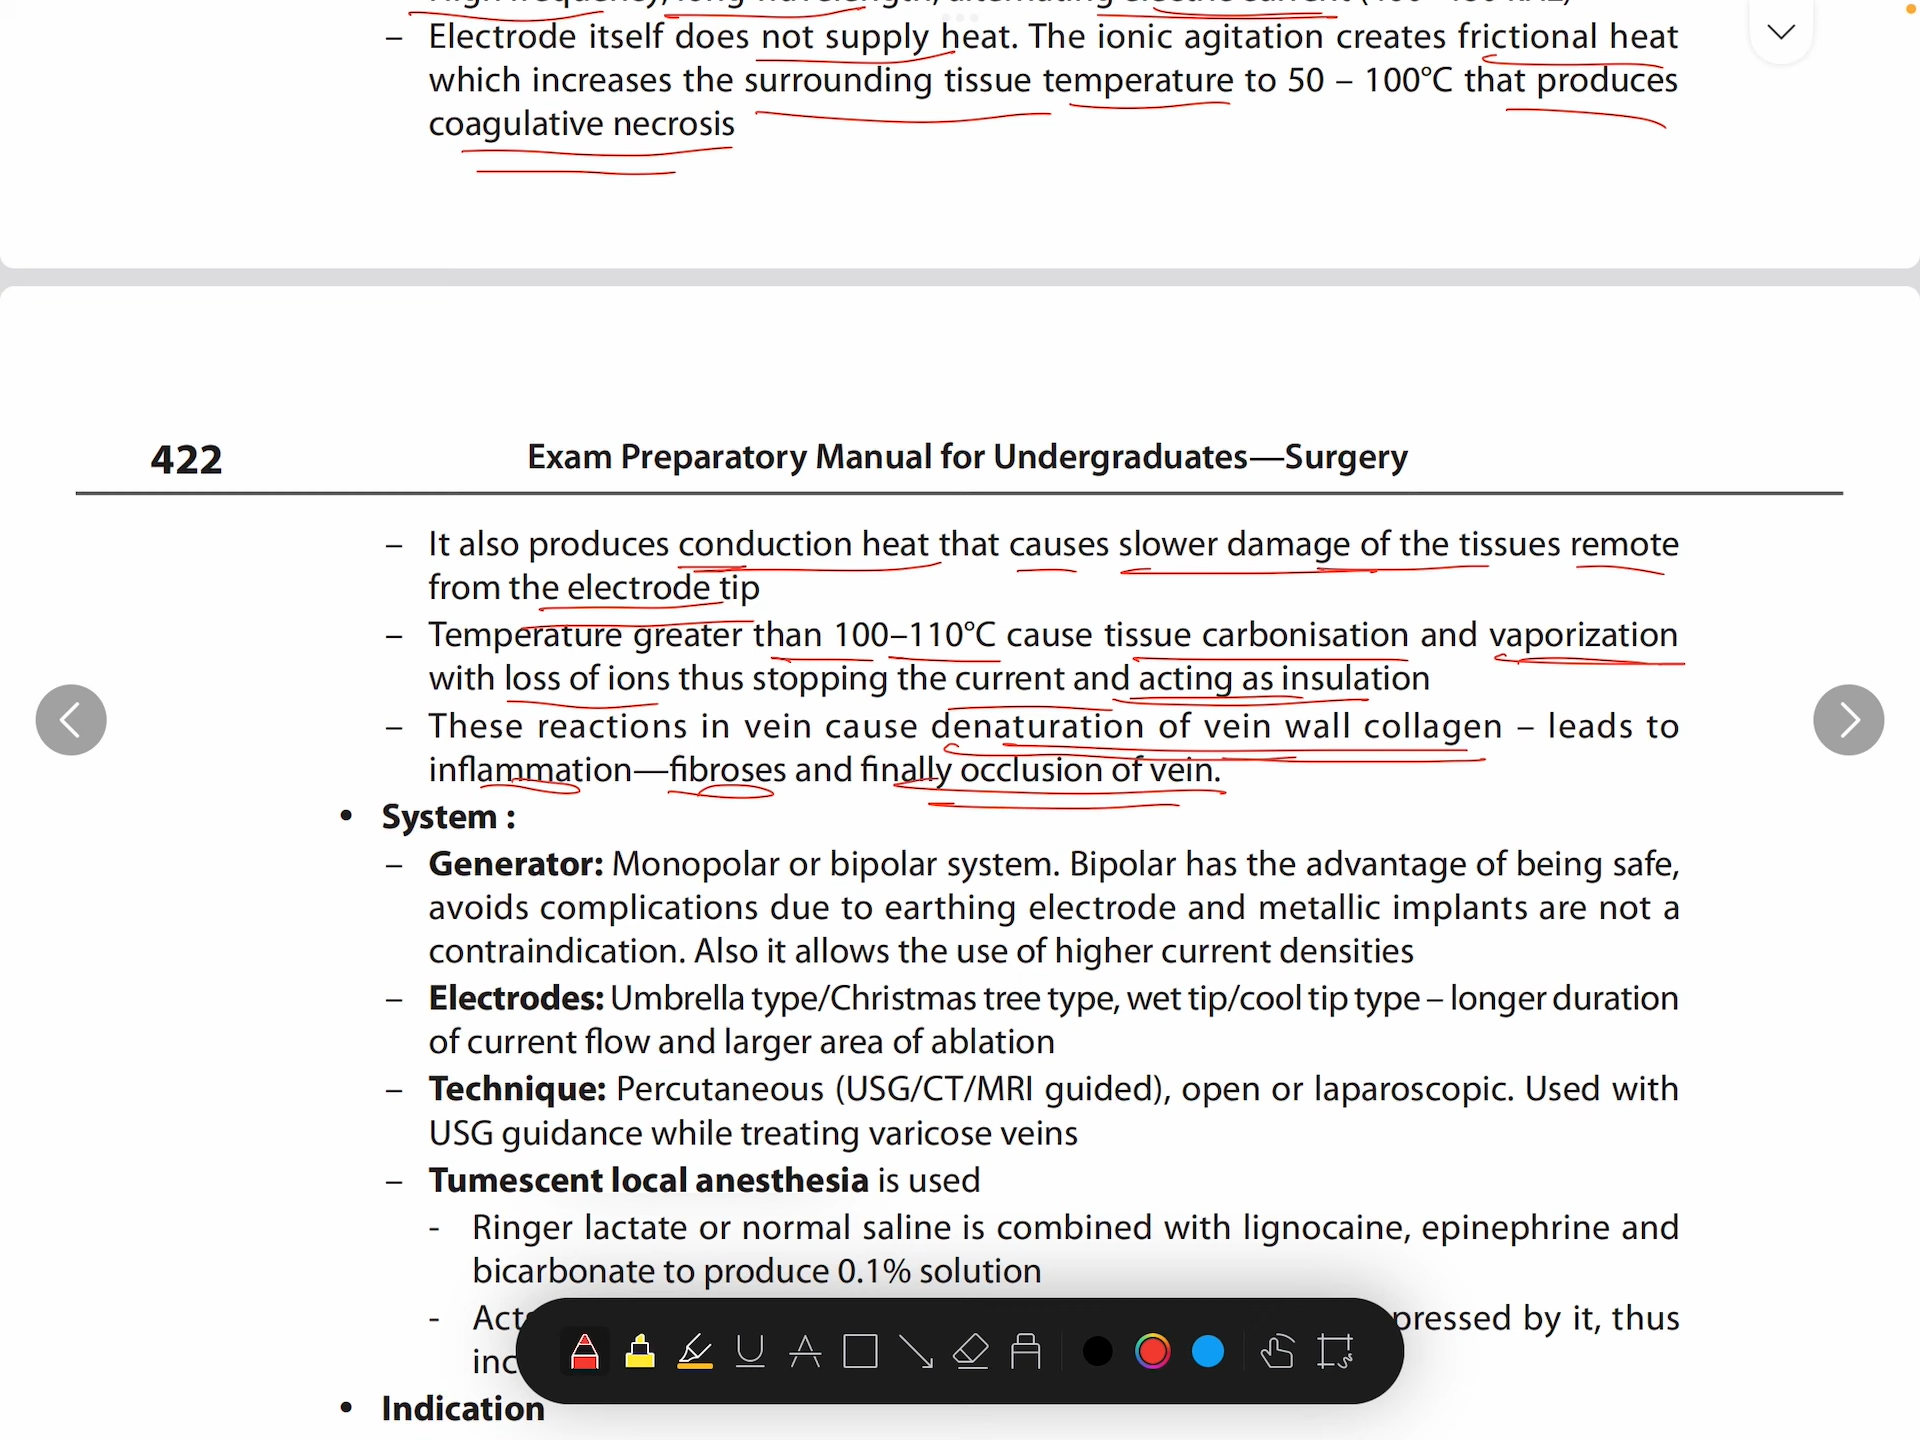 High frequency, long wavelength, alternating electric current
– Electrode itself does not supply heat. The ionic agitation creates frictional heat
which increases the surrounding tissue temperature to 50 – 100°C that produces
coagulative necrosis
422 Exam Preparatory Manual for Undergraduates—Surgery
– It also produces conduction heat that causes slower damage of the tissues remote
from the electrode tip
– Temperature greater than 100–110°C cause tissue carbonisation and vaporization
with loss of ions thus stopping the current and acting as insulation
– These reactions in vein cause denaturation of vein wall collagen – leads to
inflammation—fibroses and finally occlusion of vein.
• System :
– Generator: Monopolar or bipolar system. Bipolar has the advantage of being safe,
avoids complications due to earthing electrode and metallic implants are not a
contraindication. Also it allows the use of higher current densities
– Electrodes: Umbrella type/Christmas tree type, wet tip/cool tip type – longer duration
of current flow and larger area of ablation
– Technique: Percutaneous (USG/CT/MRI guided), open or laparoscopic. Used with
USG guidance while treating varicose veins
– Tumescent local anesthesia is used
- Ringer lactate or normal saline is combined with lignocaine, epinephrine and
bicarbonate to produce 0.1% solution
- pressed by it, thus
• Indication